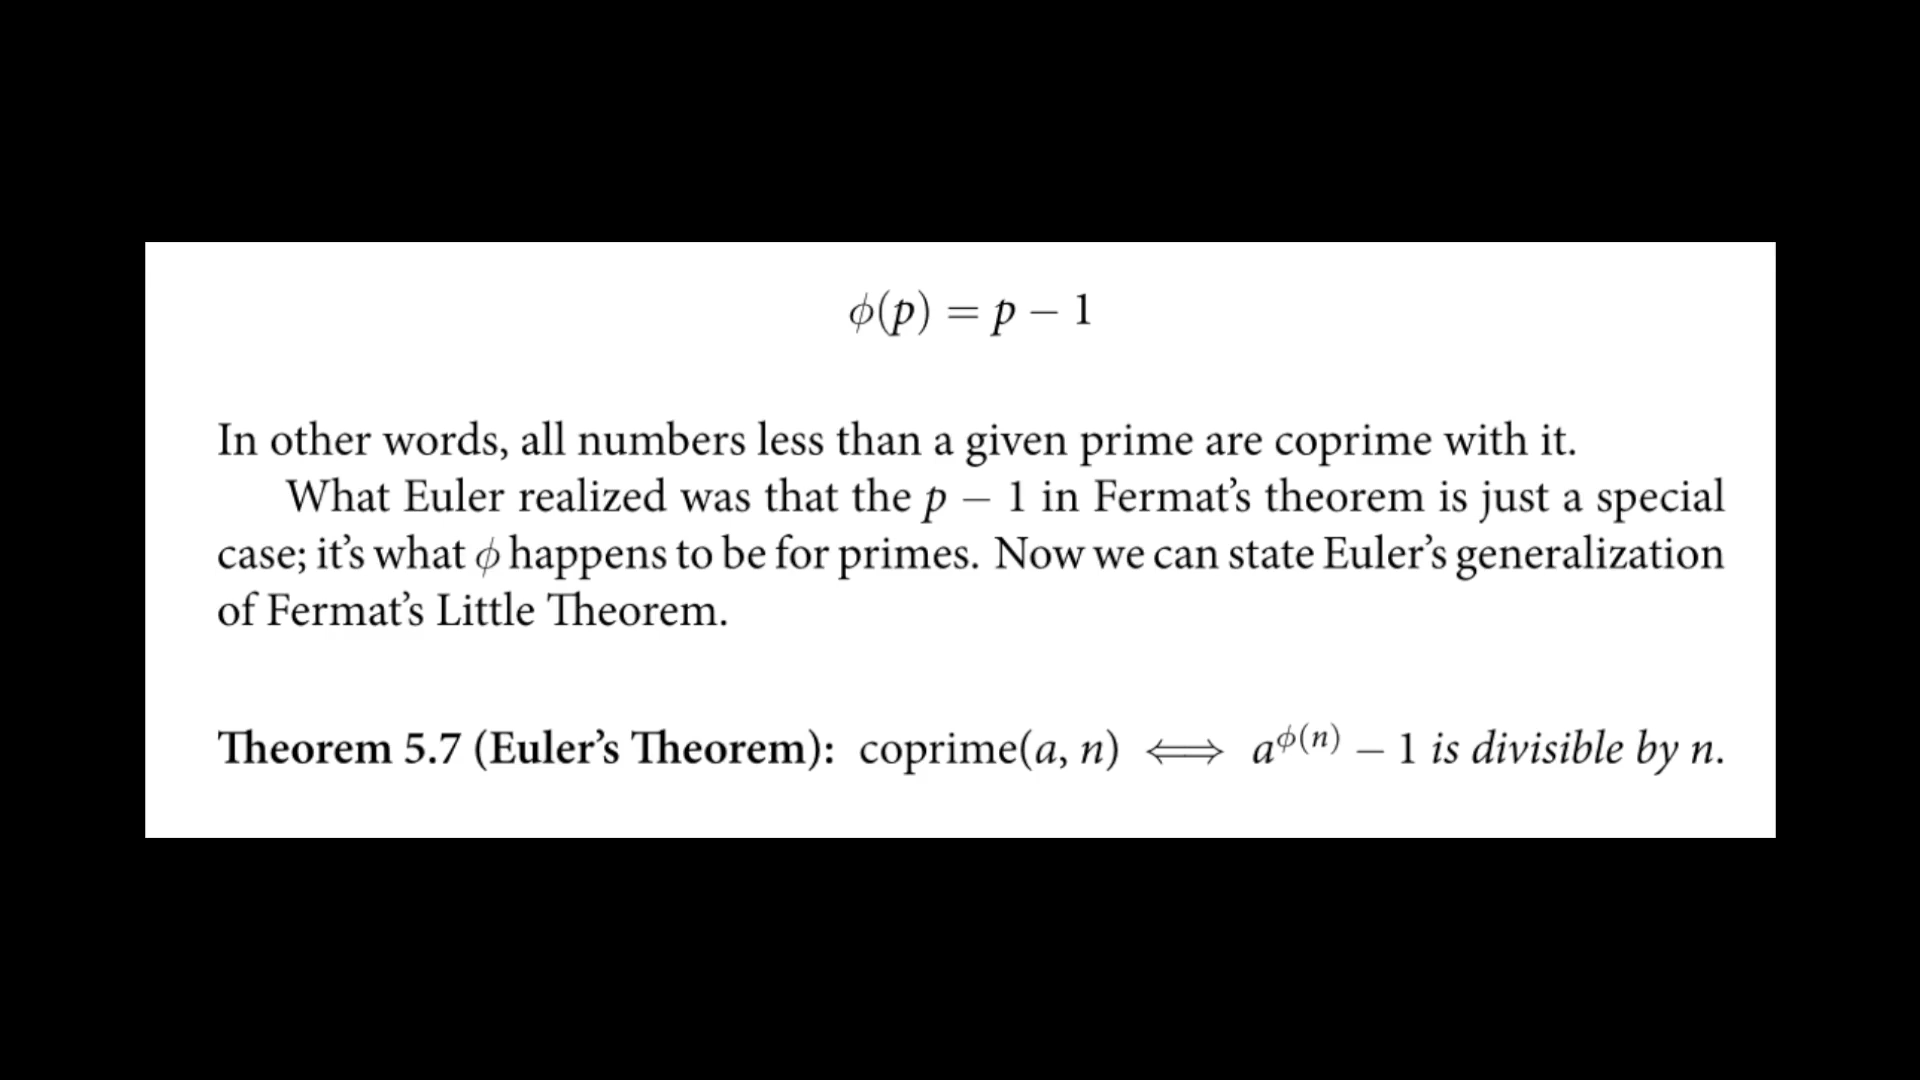 ϕ(p) = p − 1
In other words, all numbers less than a given prime are coprime with it.
What Euler realized was that the p − 1 in Fermat’s theorem is just a special
case; it’s what ϕ happens to be for primes. Now we can state Euler’s generalization
of Fermat’s Little Theorem.
Theorem 5.7 (Euler’s Theorem): coprime(a, n) ⟺ a^ϕ(n) − 1 is divisible by n.